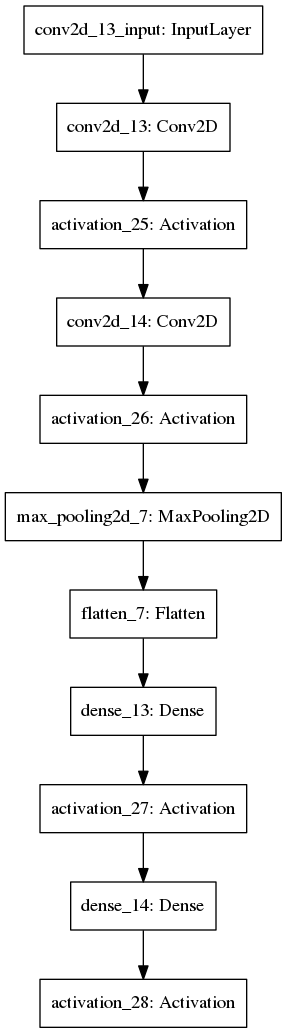 conv2d_13_input: InputLayer
conv2d_13: Conv2D
activation_25: Activation
conv2d_14: Conv2D
activation_26: Activation
max_pooling2d_7: MaxPooling2D
flatten_7: Flatten
dense_13: Dense
activation_27: Activation
dense_14: Dense
activation_28: Activation